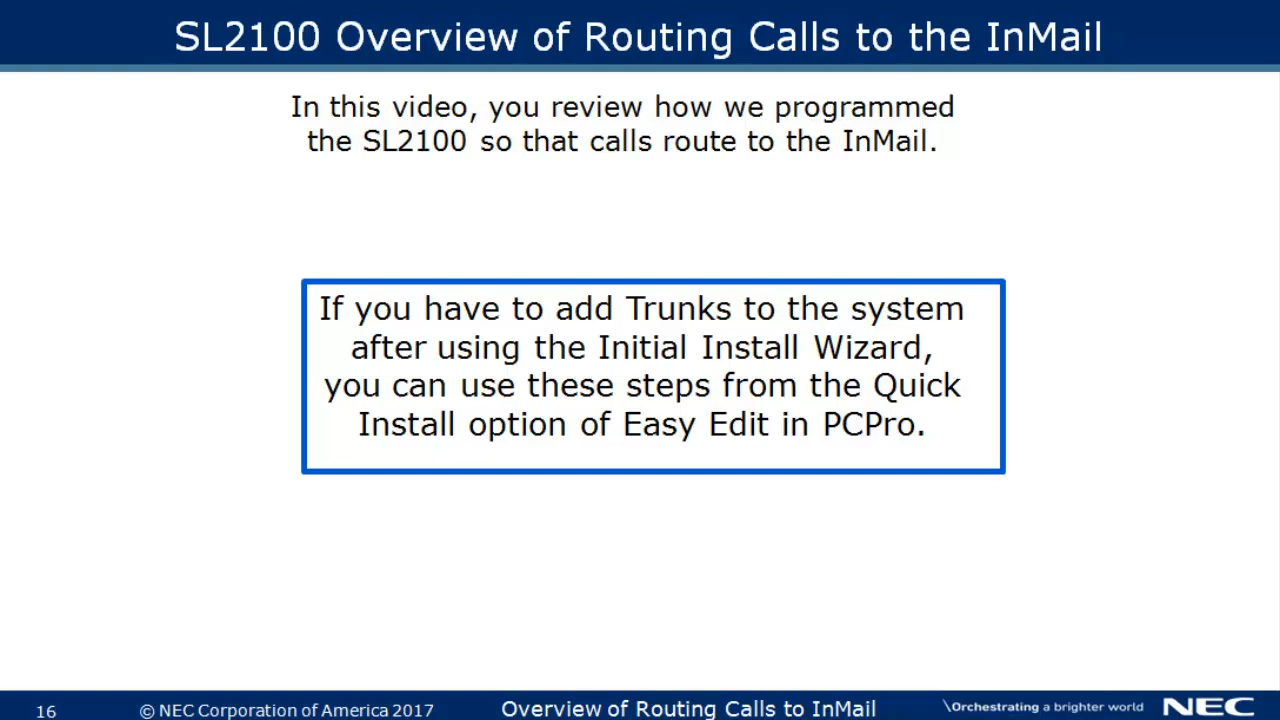 SL2100 Overview of Routing Calls to the InMail
In this video, you review how we programmed
the SL2100 so that calls route to the InMail.
If you have to add Trunks to the system
after using the Initial Install Wizard,
you can use these steps from the Quick
Install option of Easy Edit in PCPro.
16
© NEC Corporation of America 2017
Overview of Routing Calls to InMail
\Orchestrating a brighter world
NEC